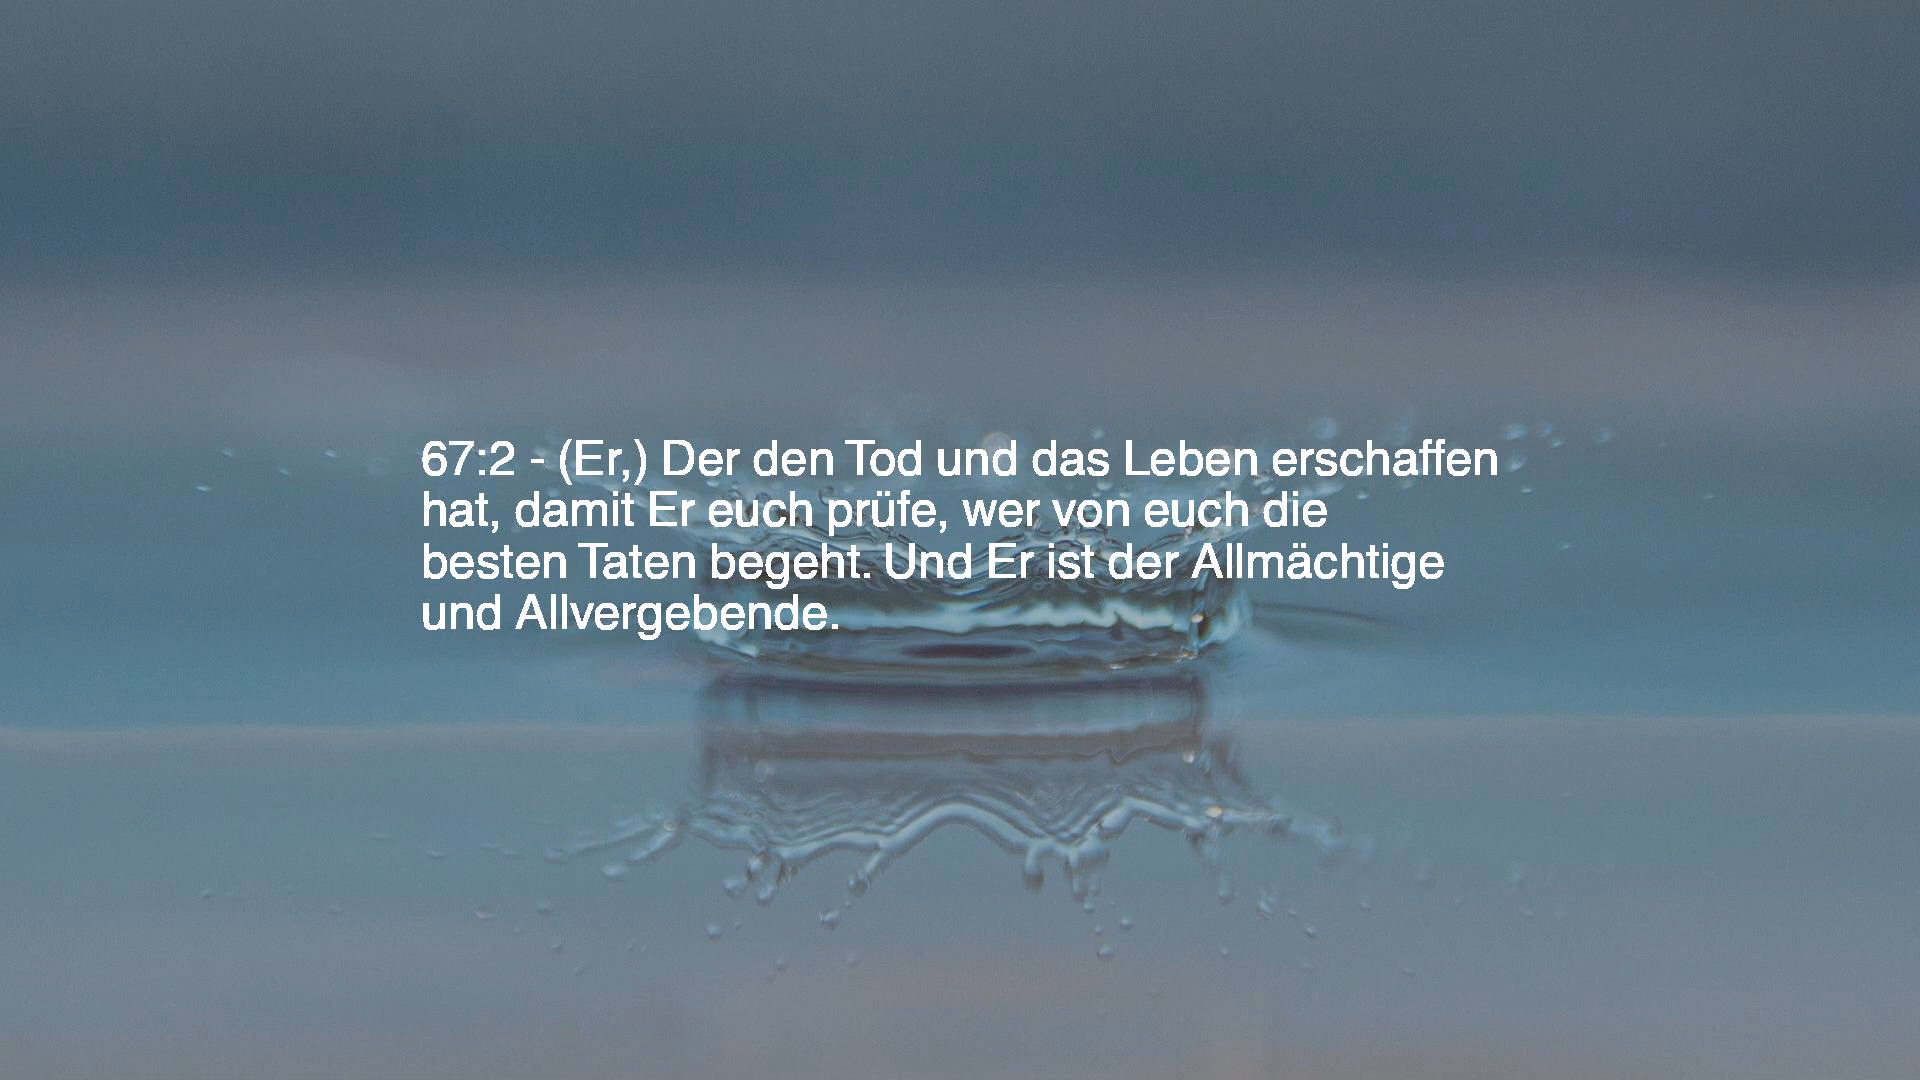 67:2 - (Er,) Der den Tod und das Leben erschaffen
hat, damit Er euch prüfe, wer von euch die
besten Taten begeht. Und Er ist der Allmächtige
und Allvergebende.